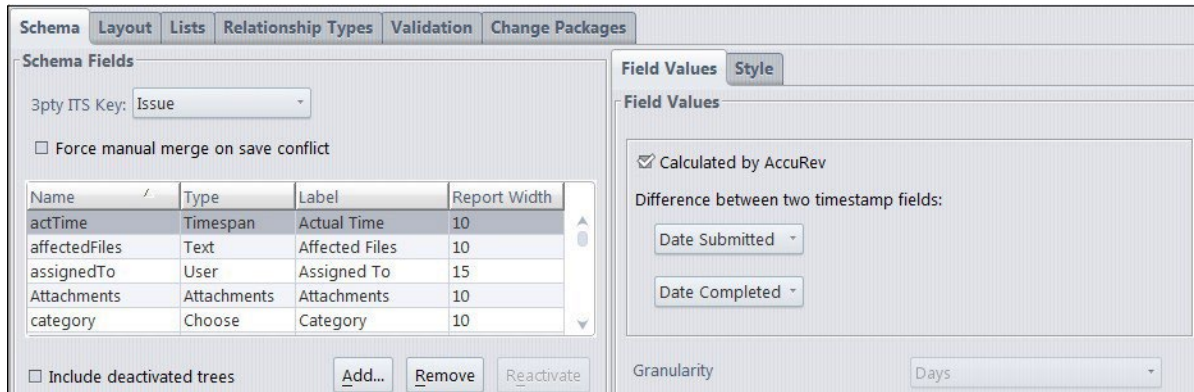 Schema Layout Lists Relationship Types Validation Change Packages
Schema Fields
3pty ITS Key: Issue
Force manual merge on save conflict
Name Type Label Report Width
actTime Timespan Actual Time 10
affectedFiles Text Affected Files 10
assignedTo User Assigned To 15
Attachments Attachments Attachments 10
category Choose Category 10
Include deactivated trees Add... Remove Reactivate
Field Values Style
Field Values
Calculated by AccuRev
Difference between two timestamp fields:
Date Submitted
Date Completed
Granularity Days